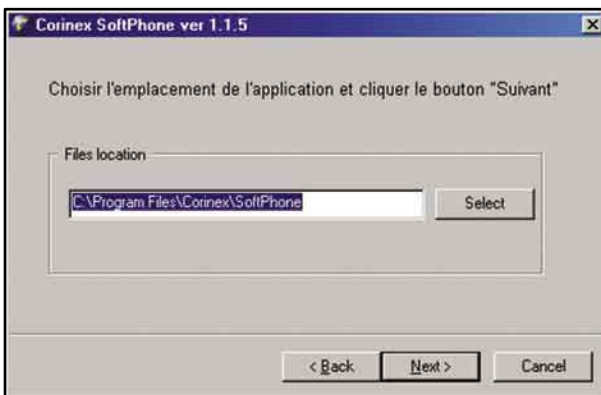 Corinex SoftPhone ver 1.1.5
Choisir l'emplacement de l'application et cliquer le bouton "Suivant"
Files location
C:\Program Files\Corinex\SoftPhone
Select
< Back
Next >
Cancel